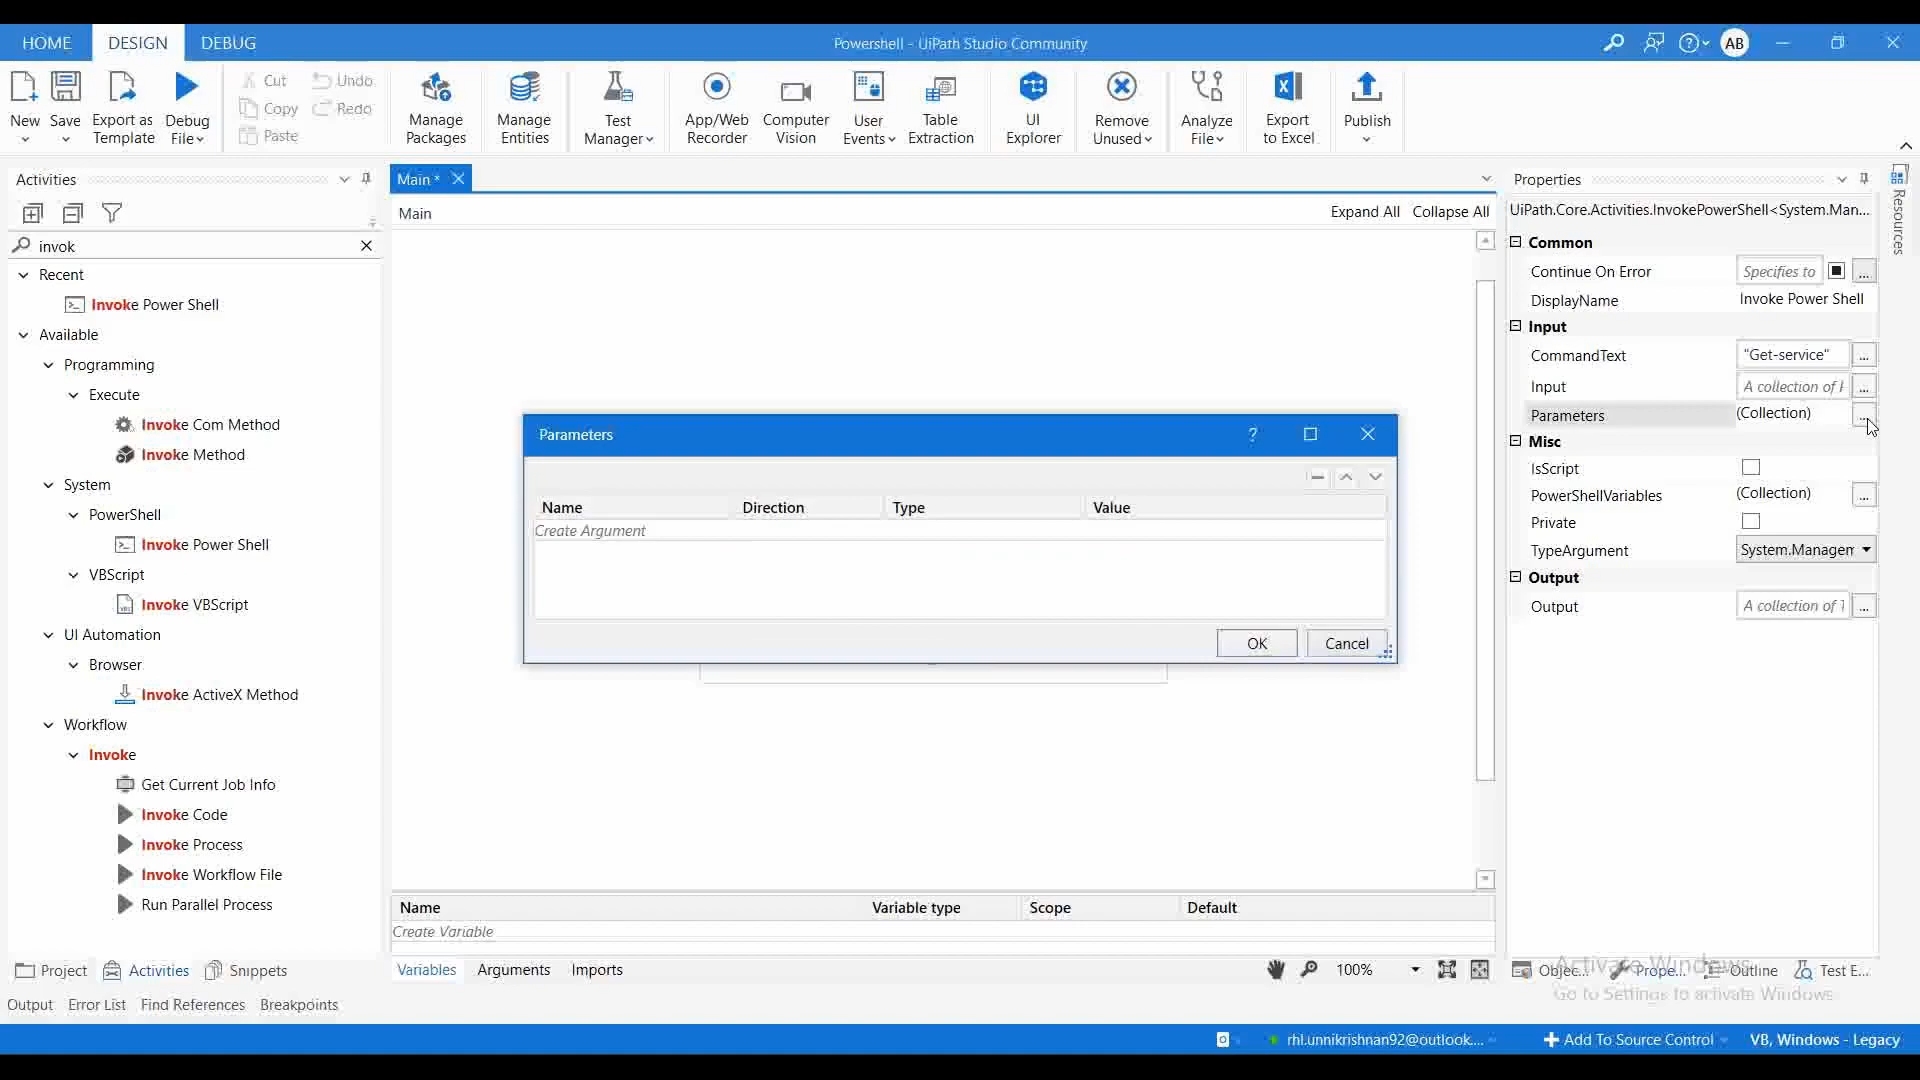 HOME DESIGN DEBUG Powershell - UiPath Studio Community AB
New Save Export as Template Debug File Cut Copy Paste Undo Redo Manage Packages Manage Entities Test Manager App/Web Recorder Computer Vision User Events Table Extraction UI Explorer Remove Unused Analyze File Export to Excel Publish
Activities
invok
Recent
Invoke Power Shell
Available
Programming
Execute
Invoke Com Method
Invoke Method
System
PowerShell
Invoke Power Shell
VBScript
Invoke VBScript
UI Automation
Browser
Invoke ActiveX Method
Workflow
Invoke
Get Current Job Info
Invoke Code
Invoke Process
Invoke Workflow File
Run Parallel Process
Project Activities Snippets
Main *
Main Expand All Collapse All
Parameters ?
Name Direction Type Value
Create Argument
OK Cancel
Name Variable type Scope Default
Create Variable
Variables Arguments Imports 100%
Properties
UiPath.Core.Activities.InvokePowerShell<System.Man...
Common
Continue On Error Specifies to ...
DisplayName Invoke Power Shell
Input
CommandText "Get-service" ...
Input A collection of ...
Parameters (Collection) ...
Misc
IsScript
PowerShellVariables (Collection) ...
Private
TypeArgument System.Managem
Output
Output A collection of ...
Resources
Objec... Prope... Outline Test E...
Activate Windows
Go to Settings to activate Windows.
Output Error List Find References Breakpoints
rhl.unnikrishnan92@outlook.... Add To Source Control VB, Windows - Legacy